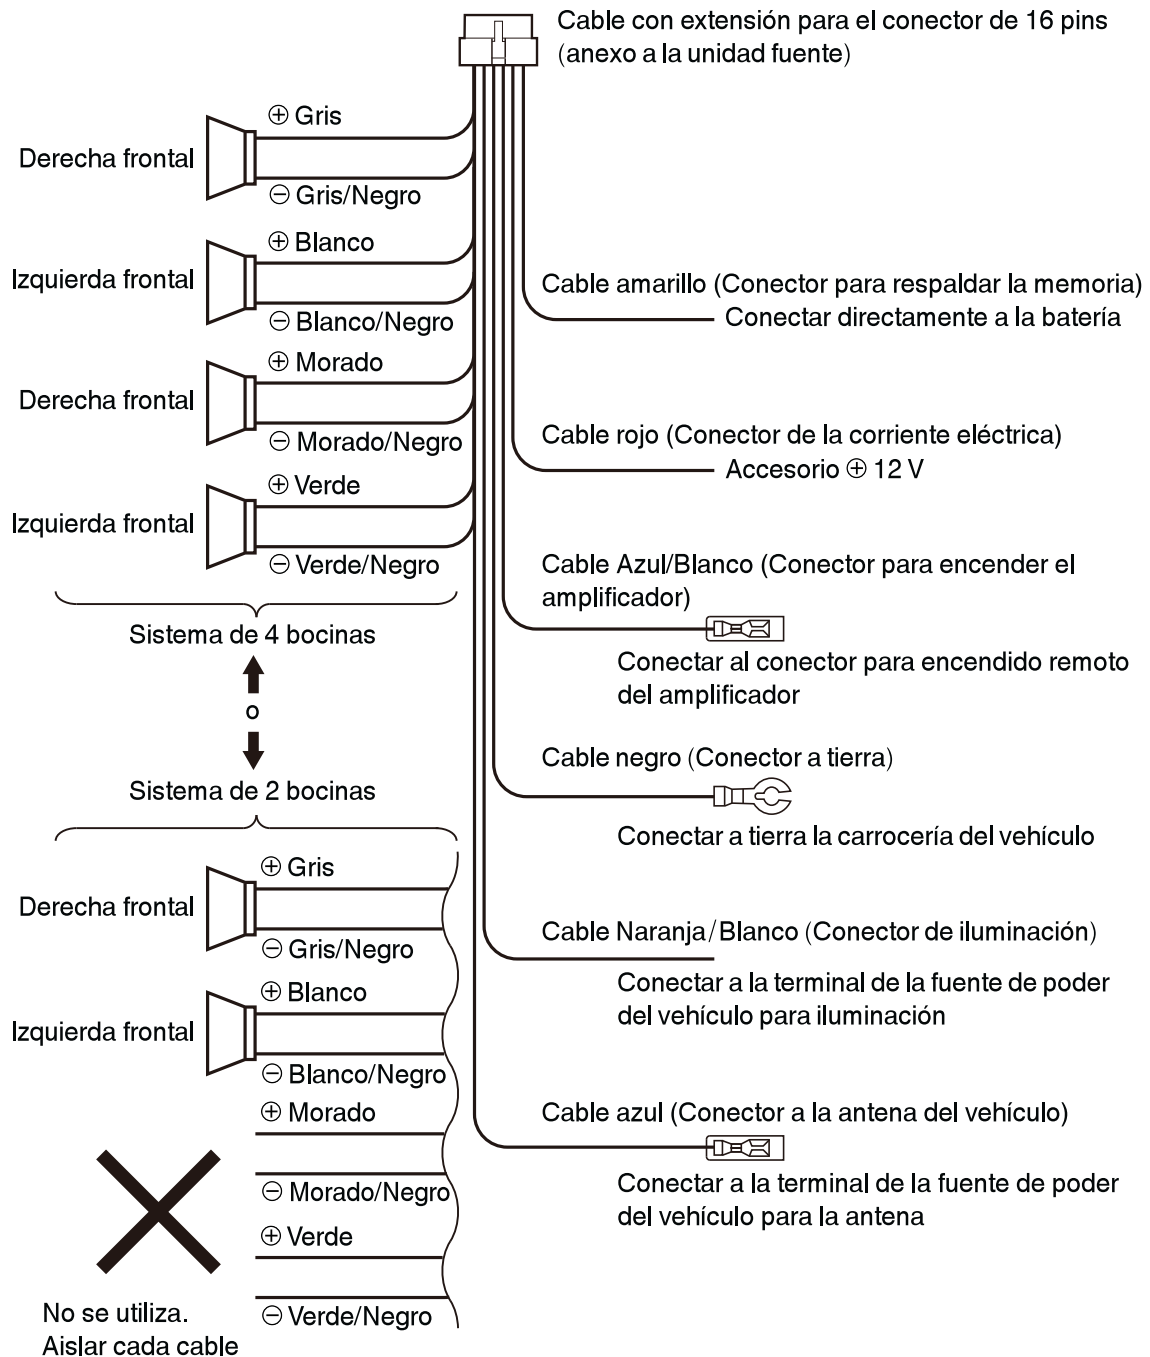 Cable con extensión para el conector de 16 pins
(anexo a la unidad fuente)
⊕ Gris
Derecha frontal
⊖ Gris/Negro
⊕ Blanco
Izquierda frontal
⊖ Blanco/Negro
⊕ Morado
Derecha frontal
⊖ Morado/Negro
⊕ Verde
Izquierda frontal
⊖ Verde/Negro
Sistema de 4 bocinas
o
Sistema de 2 bocinas
⊕ Gris
Derecha frontal
⊖ Gris/Negro
⊕ Blanco
Izquierda frontal
⊖ Blanco/Negro
⊕ Morado
⊖ Morado/Negro
⊕ Verde
⊖ Verde/Negro
No se utiliza.
Aislar cada cable
Cable amarillo (Conector para respaldar la memoria)
Conectar directamente a la batería
Cable rojo (Conector de la corriente eléctrica)
Accesorio ⊕ 12 V
Cable Azul/Blanco (Conector para encender el
amplificador)
Conectar al conector para encendido remoto
del amplificador
Cable negro (Conector a tierra)
Conectar a tierra la carrocería del vehículo
Cable Naranja/Blanco (Conector de iluminación)
Conectar a la terminal de la fuente de poder
del vehículo para iluminación
Cable azul (Conector a la antena del vehículo)
Conectar a la terminal de la fuente de poder
del vehículo para la antena